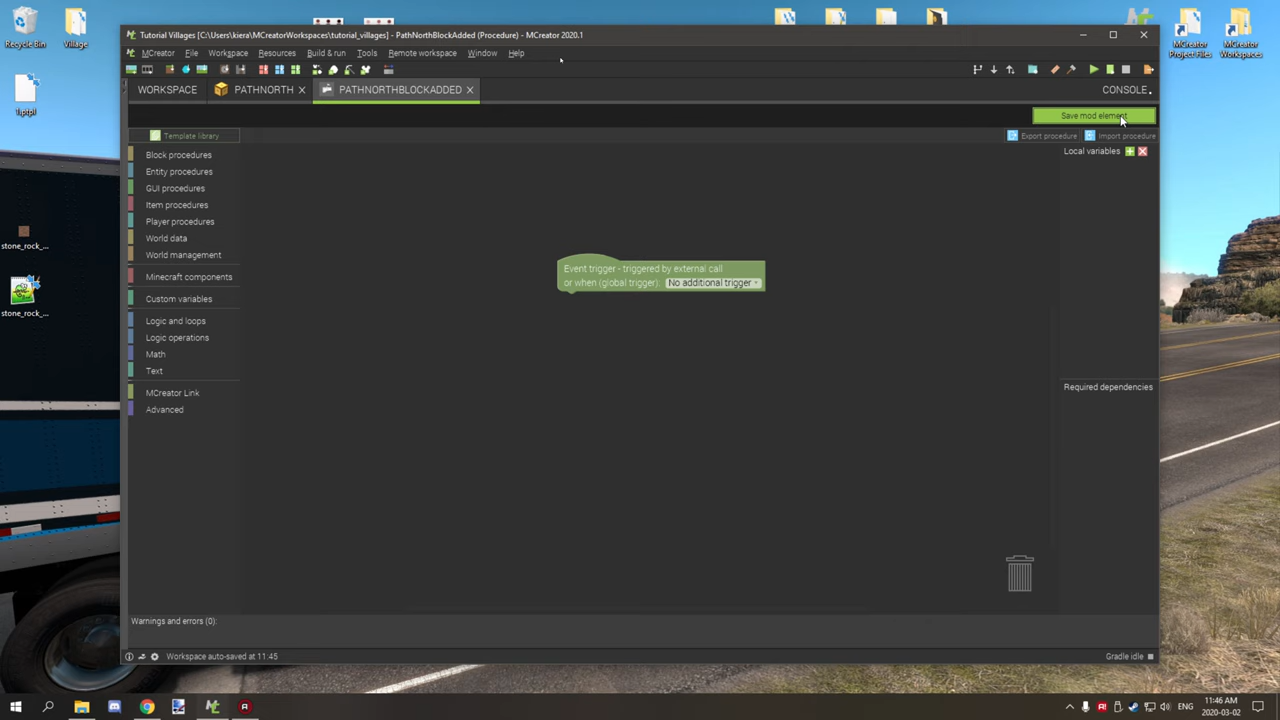 Recycle Bin
Village
1.ptpl
stone_rock_...
stone_rock_...
MCreator Project Files
MCreator Workspaces
Tutorial Villages [C:\Users\kiera\MCreatorWorkspaces\tutorial_villages] - PathNorthBlockAdded (Procedure) - MCreator 2020.1
MCreator File Workspace Resources Build & run Tools Remote workspace Window Help
WORKSPACE PATHNORTH PATHNORTHBLOCKADDED CONSOLE
Save mod element
Template library
Export procedure Import procedure
Local variables
Block procedures
Entity procedures
GUI procedures
Item procedures
Player procedures
World data
World management
Minecraft components
Custom variables
Logic and loops
Logic operations
Math
Text
MCreator Link
Advanced
Event trigger - triggered by external call
or when (global trigger): No additional trigger
Required dependencies
Warnings and errors (0):
Workspace auto-saved at 11:45
Gradle idle
ENG
11:46 AM
2020-03-02